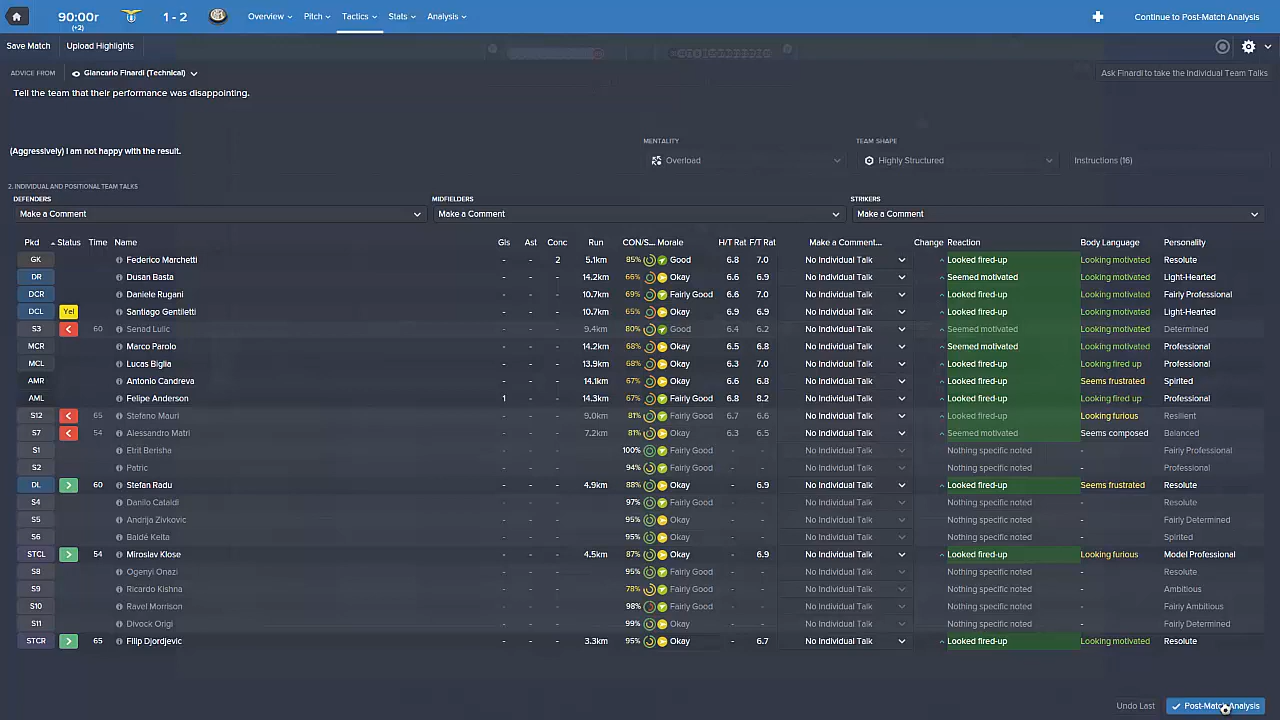 90:00r 1 - 2 Overview Pitch Tactics Stats Analysis Continue to Post-Match Analysis
(+2)
Save Match Upload Highlights
ADVICE FROM Giancarlo Finardi (Technical) Ask Finardi to take the Individual Team Talks
Tell the team that their performance was disappointing.
MENTALITY TEAM SHAPE
(Aggressively) I am not happy with the result.
Overload Highly Structured Instructions (16)
2. INDIVIDUAL AND POSITIONAL TEAM TALKS
DEFENDERS MIDFIELDERS STRIKERS
Make a Comment Make a Comment Make a Comment
Pkd Status Time Name Gls Ast Conc Run CON/S... Morale H/T Rat F/T Rat Make a Comment... Change Reaction Body Language Personality
GK Federico Marchetti - - 2 5.1km 85% Good 6.8 7.0 No Individual Talk Looked fired-up Looking motivated Resolute
DR Dusan Basta - - - 14.2km 66% Okay 6.6 6.9 No Individual Talk Seemed motivated Looking motivated Light-Hearted
DCR Daniele Rugani - - - 10.7km 69% Fairly Good 6.6 7.0 No Individual Talk Looked fired-up Looking motivated Fairly Professional
DCL Yel Santiago Gentiletti - - - 10.7km 65% Okay 6.9 6.9 No Individual Talk Looked fired-up Looking motivated Light-Hearted
S3 60 Senad Lulic - - - 9.4km 80% Good 6.4 6.2 No Individual Talk Seemed motivated Looking motivated Determined
MCR Marco Parolo - - - 14.2km 68% Okay 6.5 6.8 No Individual Talk Seemed motivated Looking motivated Professional
MCL Lucas Biglia - - - 13.9km 68% Okay 6.3 7.0 No Individual Talk Looked fired-up Looking fired up Professional
AMR Antonio Candreva - - - 14.1km 67% Okay 6.6 6.8 No Individual Talk Looked fired-up Seems frustrated Spirited
AML Felipe Anderson 1 - - 14.3km 67% Fairly Good 6.8 8.2 No Individual Talk Looked fired-up Looking fired up Professional
S12 65 Stefano Mauri - - - 9.0km 81% Fairly Good 6.7 6.6 No Individual Talk Looked fired-up Looking furious Resilient
S7 54 Alessandro Matri - - - 7.2km 81% Okay 6.3 6.5 No Individual Talk Seemed motivated Seems composed Balanced
S1 Etrit Berisha - - - 100% Fairly Good - - No Individual Talk Nothing specific noted - Fairly Professional
S2 Patric - - - 94% Fairly Good - - No Individual Talk Nothing specific noted - Professional
DL 60 Stefan Radu - - - 4.9km 88% Okay - 6.9 No Individual Talk Looked fired-up Seems frustrated Resolute
S4 Danilo Cataldi - - - 97% Fairly Good - - No Individual Talk Nothing specific noted - Resolute
S5 Andrija Zivkovic - - - 95% Okay - - No Individual Talk Nothing specific noted - Fairly Determined
S6 Baldé Keita - - - 95% Okay - - No Individual Talk Nothing specific noted - Spirited
STCL 54 Miroslav Klose - - - 4.5km 87% Okay - 6.9 No Individual Talk Looked fired-up Looking furious Model Professional
S8 Ogenyi Onazi - - - 95% Fairly Good - - No Individual Talk Nothing specific noted - Resolute
S9 Ricardo Kishna - - - 78% Fairly Good - - No Individual Talk Nothing specific noted - Ambitious
S10 Ravel Morrison - - - 98% Fairly Good - - No Individual Talk Nothing specific noted - Fairly Ambitious
S11 Divock Origi - - - 99% Okay - - No Individual Talk Nothing specific noted - Fairly Determined
STCR 65 Filip Djordjevic - - - 3.3km 95% Okay - 6.7 No Individual Talk Looked fired-up Looking motivated Resolute
Undo Last Post-Match Analysis